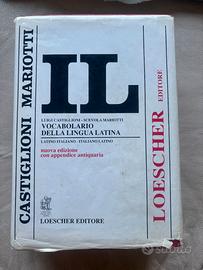 CASTIGLIONI MARIOTTI
IL
LUIGI CASTIGLIONI - SCEVOLA MARIOTTI
VOCABOLARIO
DELLA LINGUA LATINA
LATINO ITALIANO - ITALIANO LATINO
nuova edizione
con appendice antiquaria
LOESCHER EDITORE
LOESCHER EDITORE
subito